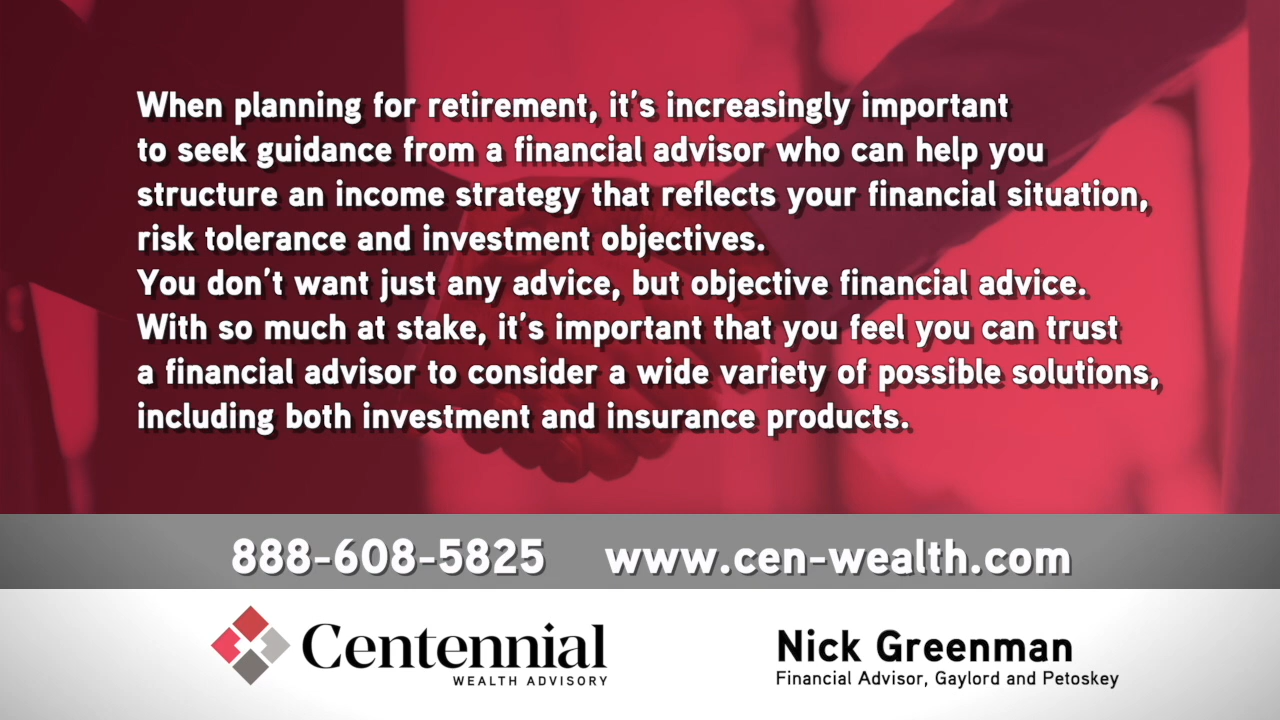 When planning for retirement, it's increasingly important
to seek guidance from a financial advisor who can help you
structure an income strategy that reflects your financial situation,
risk tolerance and investment objectives.
You don't want just any advice, but objective financial advice.
With so much at stake, it's important that you feel you can trust
a financial advisor to consider a wide variety of possible solutions,
including both investment and insurance products.
888-608-5825 www.cen-wealth.com
Centennial
WEALTH ADVISORY
Nick Greenman
Financial Advisor, Gaylord and Petoskey